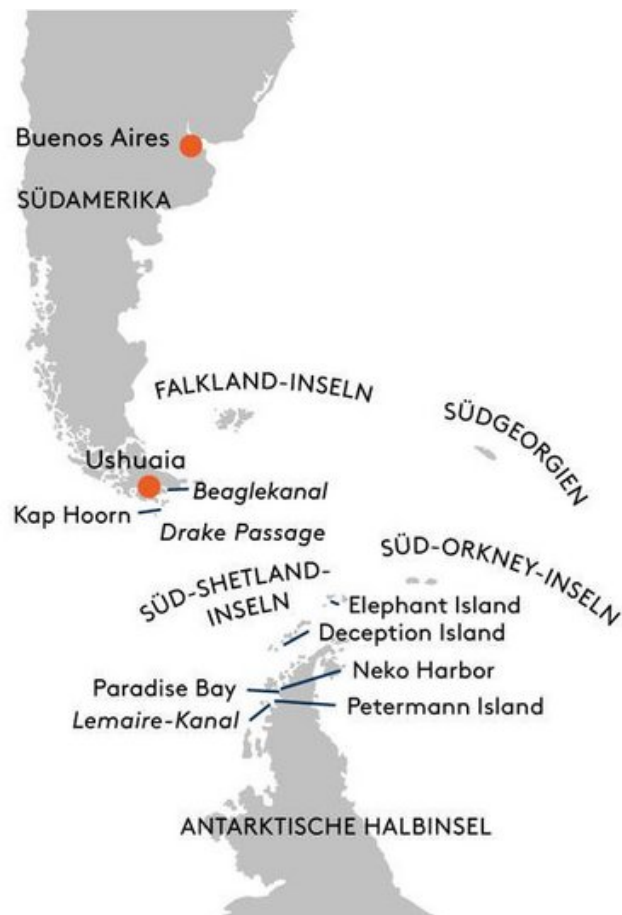 Buenos Aires
SÜDAMERIKA
FALKLAND-INSELN
SÜDGEORGIEN
Ushuaia
Beaglekanal
Kap Hoorn
Drake Passage
SÜD-ORKNEY-INSELN
SÜD-SHETLAND-
INSELN
Elephant Island
Deception Island
Neko Harbor
Paradise Bay
Petermann Island
Lemaire-Kanal
ANTARKTISCHE HALBINSEL